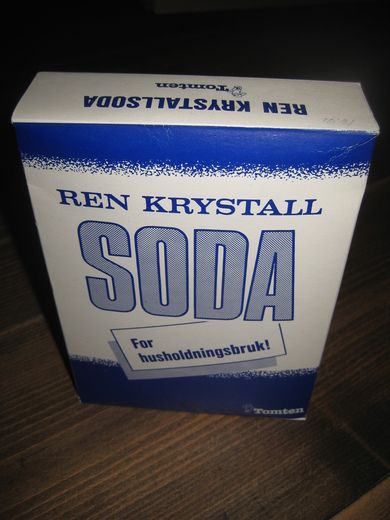 Tomten
REN KRYSTALLSODA
REN KRYSTALL
SODA
For
husholdningsbruk!
Tomten